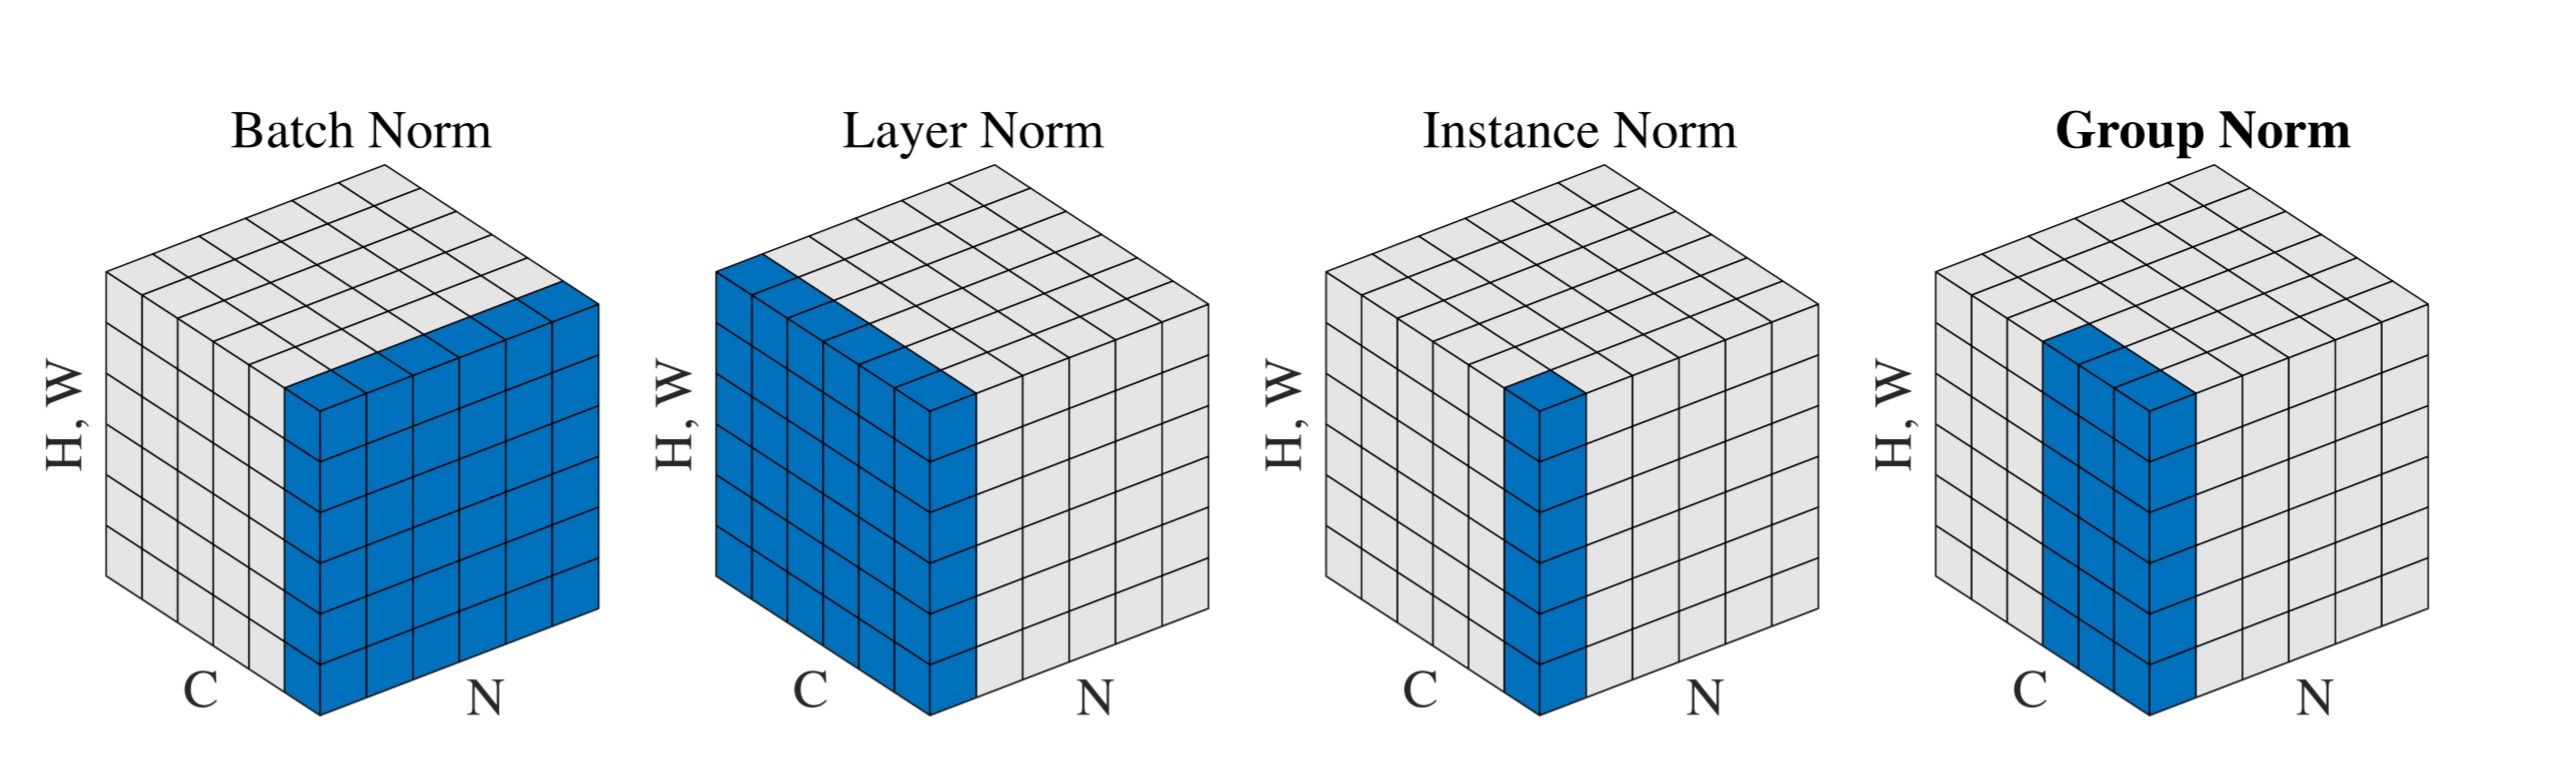 Batch Norm
H, W
C
N
Layer Norm
H, W
C
N
Instance Norm
H, W
C
N
Group Norm
H, W
C
N